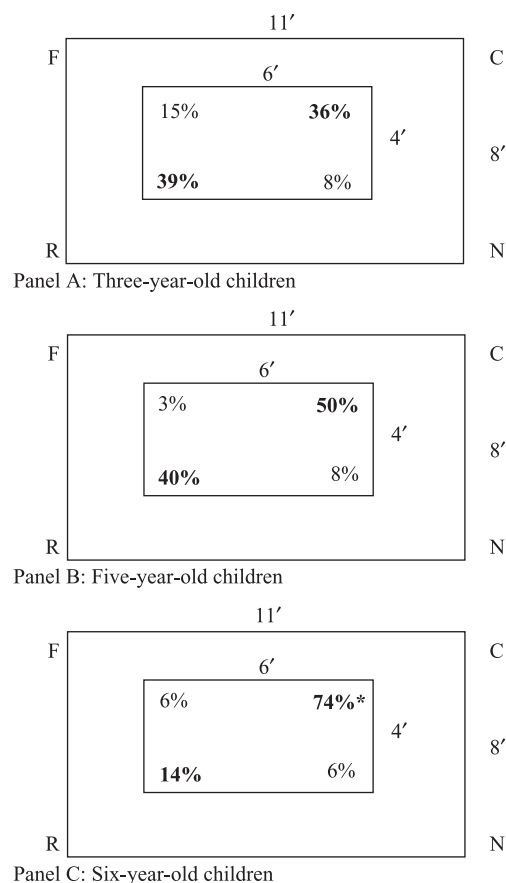 11′
F C
6′
15% 36%
4′
8′
39% 8%
R N
Panel A: Three-year-old children
11′
F C
6′
3% 50%
4′
8′
40% 8%
R N
Panel B: Five-year-old children
11′
F C
6′
6% 74%*
4′
8′
14% 6%
R N
Panel C: Six-year-old children